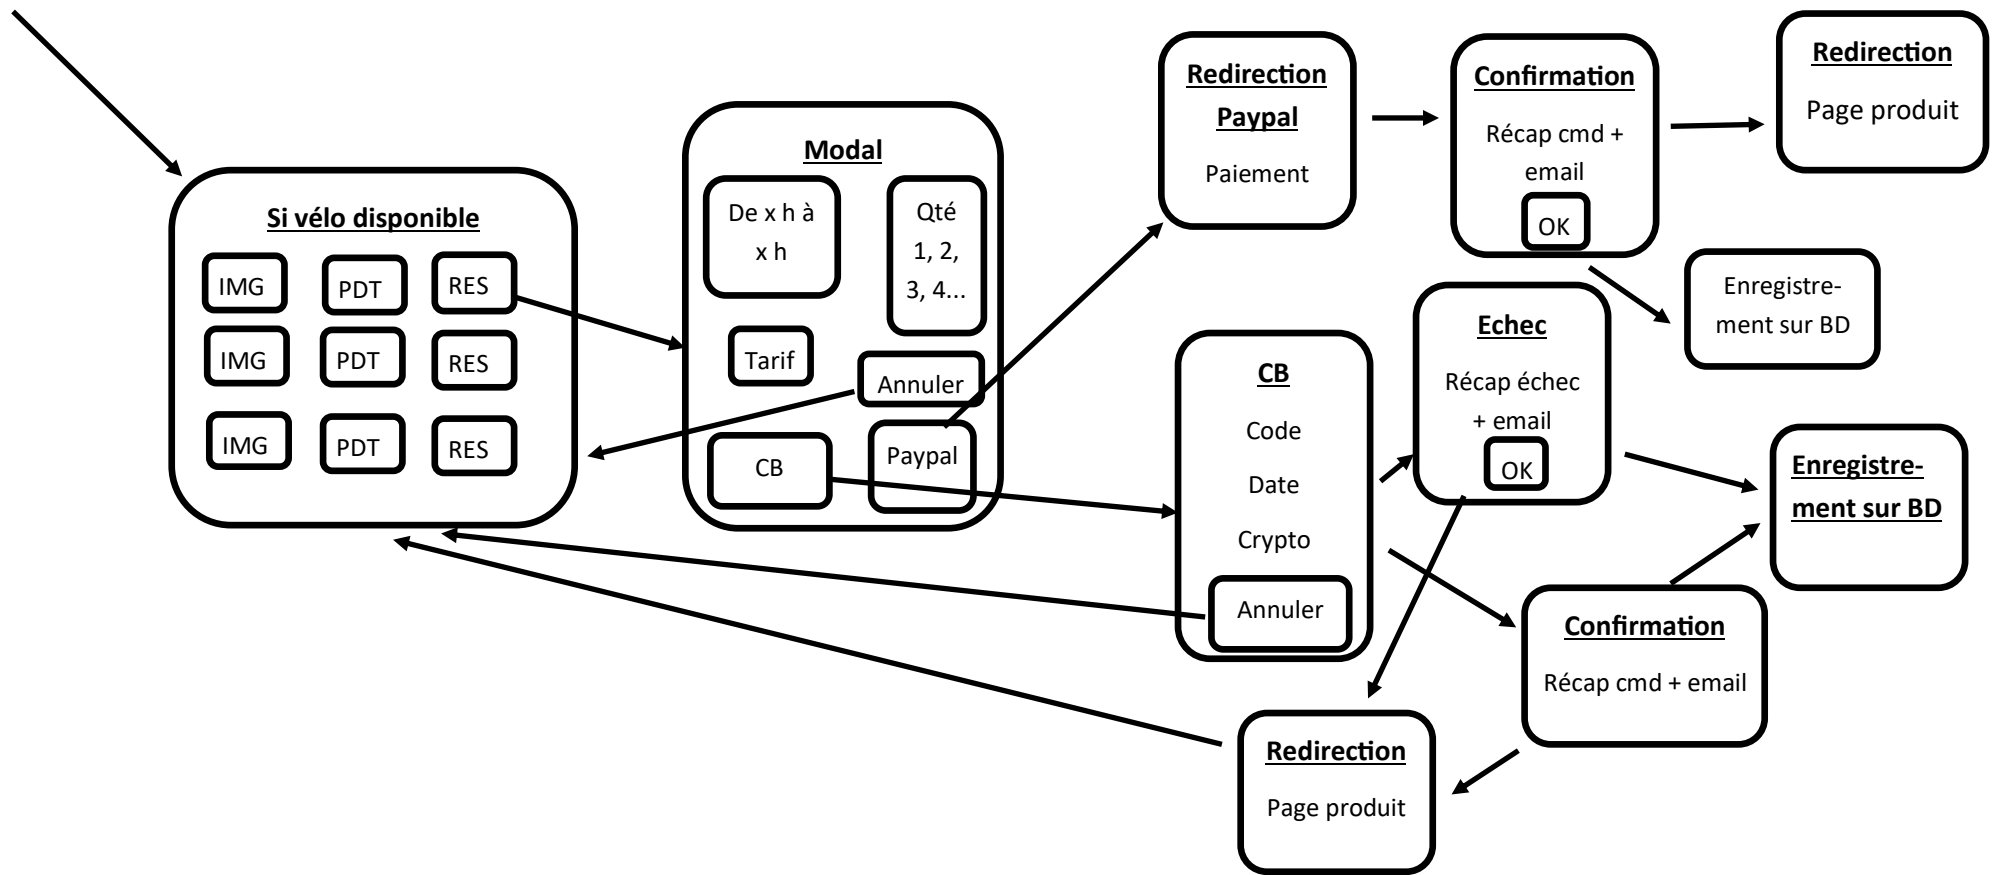 Si vélo disponible
IMG
PDT
RES
IMG
PDT
RES
IMG
PDT
RES
Modal
De x h à
x h
Qté
1, 2,
3, 4...
Tarif
Annuler
CB
Paypal
Redirection
Paypal
Paiement
Confirmation
Récap cmd +
email
OK
Redirection
Page produit
Enregistre-
ment sur BD
CB
Code
Date
Crypto
Annuler
Echec
Récap échec
+ email
OK
Enregistre-
ment sur BD
Confirmation
Récap cmd + email
Redirection
Page produit